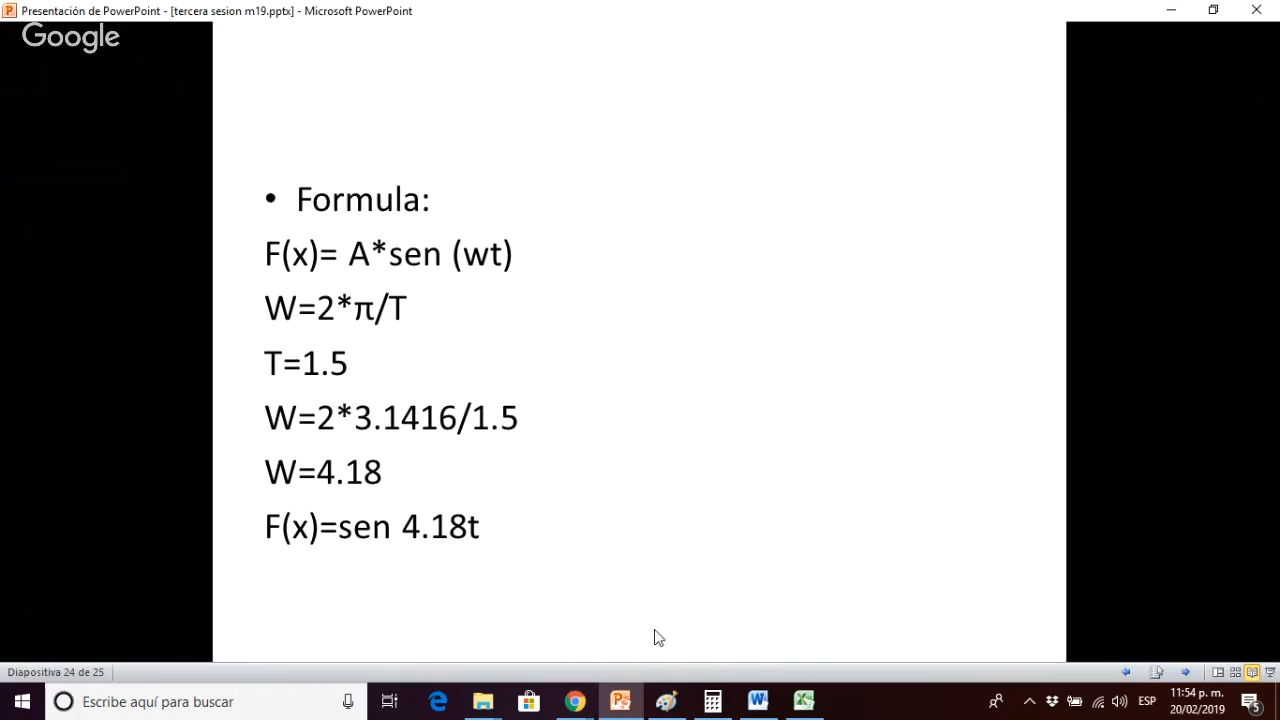 Presentación de PowerPoint - [tercera sesion m19.pptx] - Microsoft PowerPoint
Google
• Formula:
F(x)= A*sen (wt)
W=2*π/T
T=1.5
W=2*3.1416/1.5
W=4.18
F(x)=sen 4.18t
Diapositiva 24 de 25
Escribe aquí para buscar
ESP
11:54 p. m.
20/02/2019
5